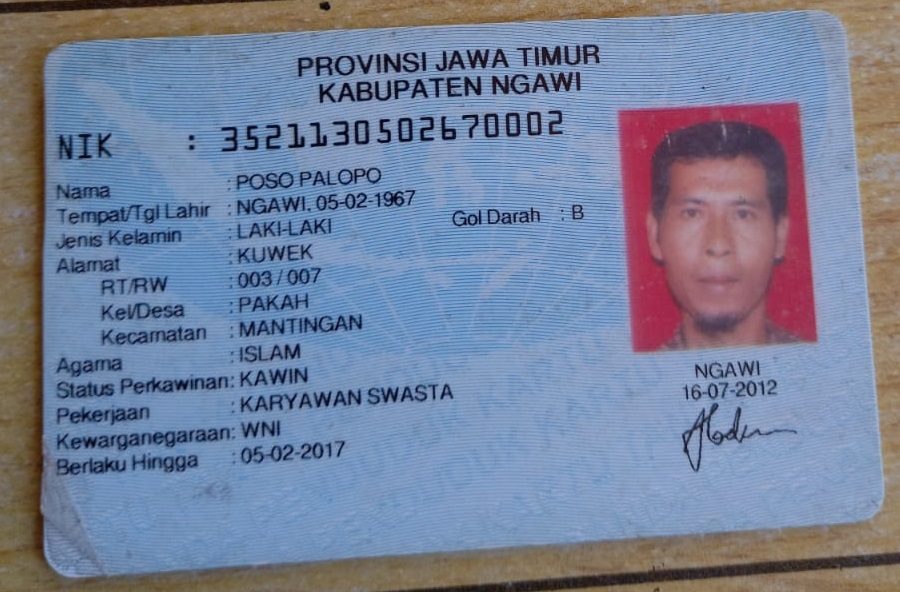 PROVINSI JAWA TIMUR
KABUPATEN NGAWI
NIK : 3521130502670002
Nama : POSO PALOPO
Tempat/Tgl Lahir : NGAWI, 05-02-1967
Jenis Kelamin : LAKI-LAKI Gol Darah : B
Alamat : KUWEK
RT/RW : 003 / 007
Kel/Desa : PAKAH
Kecamatan : MANTINGAN
Agama : ISLAM
Status Perkawinan: KAWIN
Pekerjaan : KARYAWAN SWASTA
Kewarganegaraan: WNI
Berlaku Hingga : 05-02-2017
NGAWI
16-07-2012